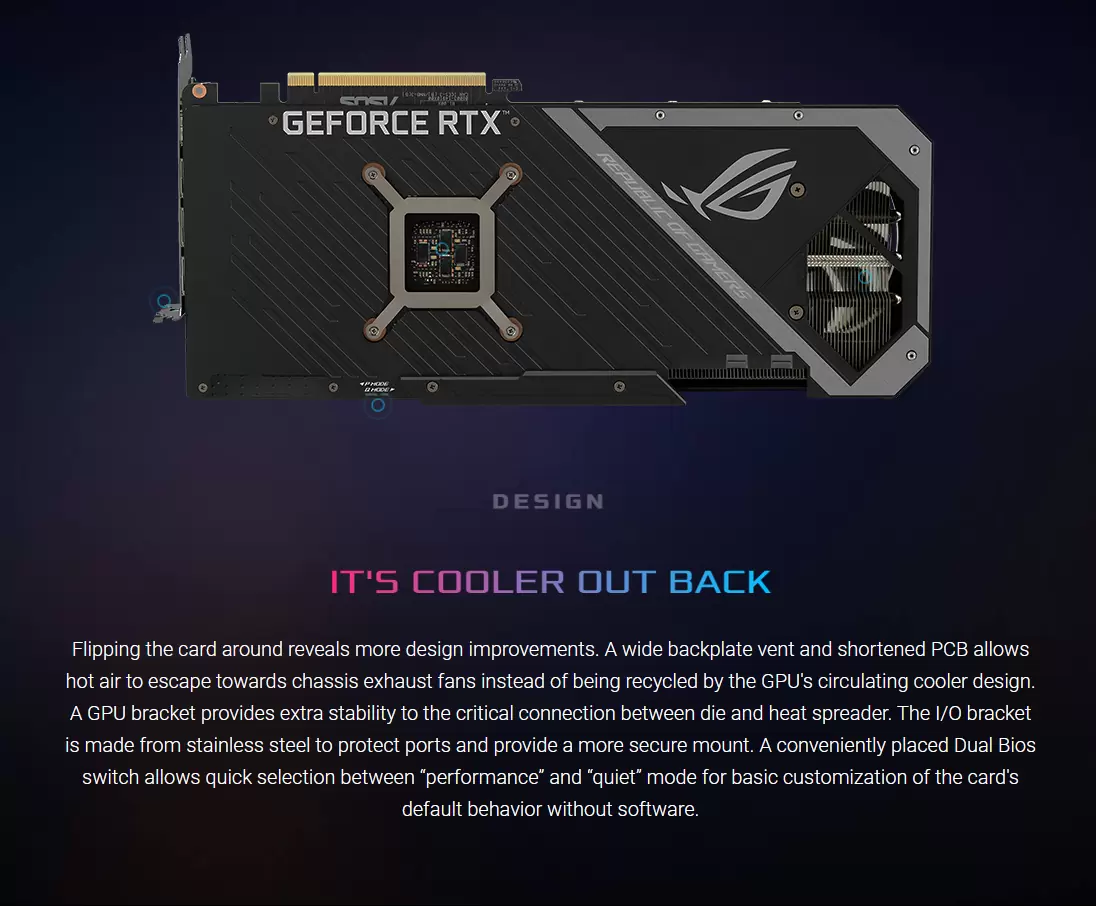 GEFORCE RTX™
REPUBLIC OF GAMERS
P MODE
Q MODE
DESIGN
IT'S COOLER OUT BACK
Flipping the card around reveals more design improvements. A wide backplate vent and shortened PCB allows
hot air to escape towards chassis exhaust fans instead of being recycled by the GPU's circulating cooler design.
A GPU bracket provides extra stability to the critical connection between die and heat spreader. The I/O bracket
is made from stainless steel to protect ports and provide a more secure mount. A conveniently placed Dual Bios
switch allows quick selection between “performance” and “quiet” mode for basic customization of the card's
default behavior without software.